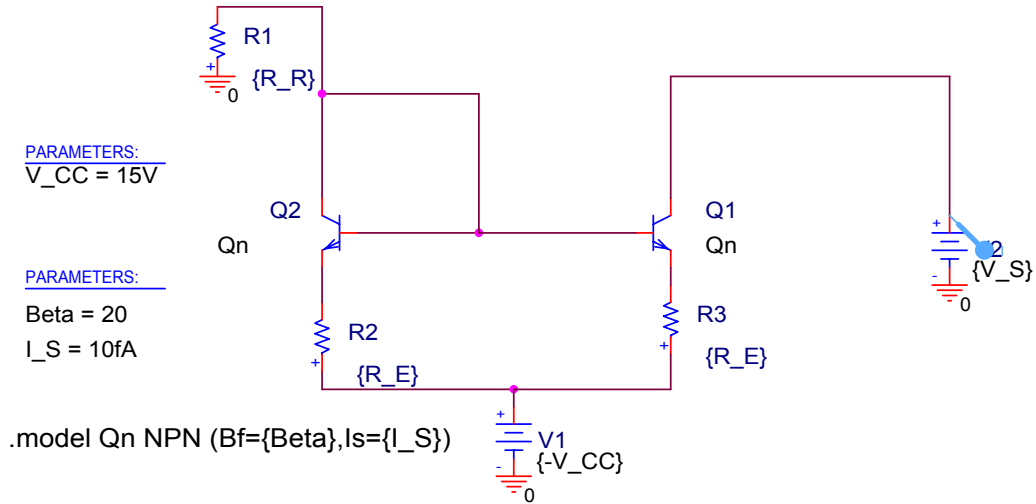 R1
+
{R_R}
0
PARAMETERS:
V_CC = 15V
Q2
Q1
Qn
Qn
+
{V_S}
-
0
PARAMETERS:
Beta = 20
I_S = 10fA
R2
R3
+
+
{R_E}
{R_E}
+
.model Qn NPN (Bf={Beta},Is={I_S})
V1
{-V_CC}
-
0